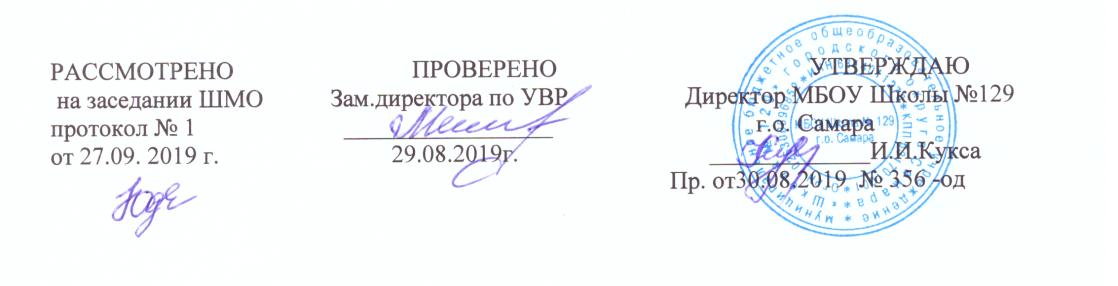 РАССМОТРЕНО
на заседании ШМО
протокол № 1
от 27.09. 2019 г.
ПРОВЕРЕНО
Зам.директора по УВР
29.08.2019г.
УТВЕРЖДАЮ
Директор МБОУ Школы №129
г.о. Самара
И.И.Кукса
Пр. от30.08.2019 № 356 -од
г.о. Самара